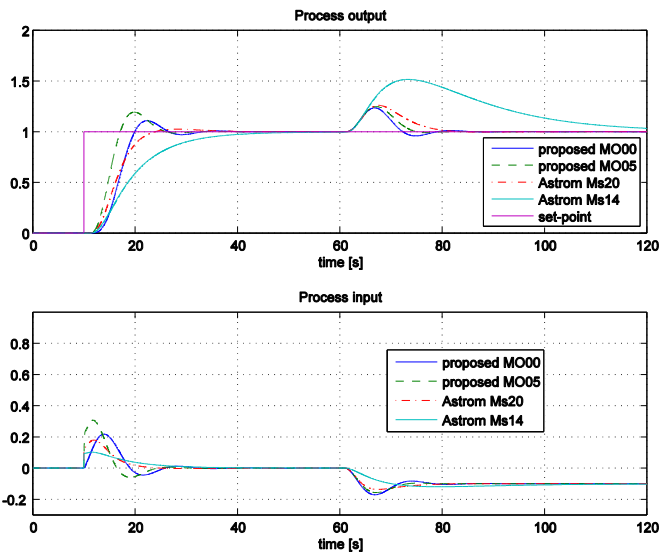 Process output
2
1.5
1
0.5
0
proposed MO00
proposed MO05
Astrom Ms20
Astrom Ms14
set-point
0 20 40 60 80 100 120
time [s]
Process input
0.8
0.6
0.4
0.2
0
-0.2
proposed MO00
proposed MO05
Astrom Ms20
Astrom Ms14
0 20 40 60 80 100 120
time [s]